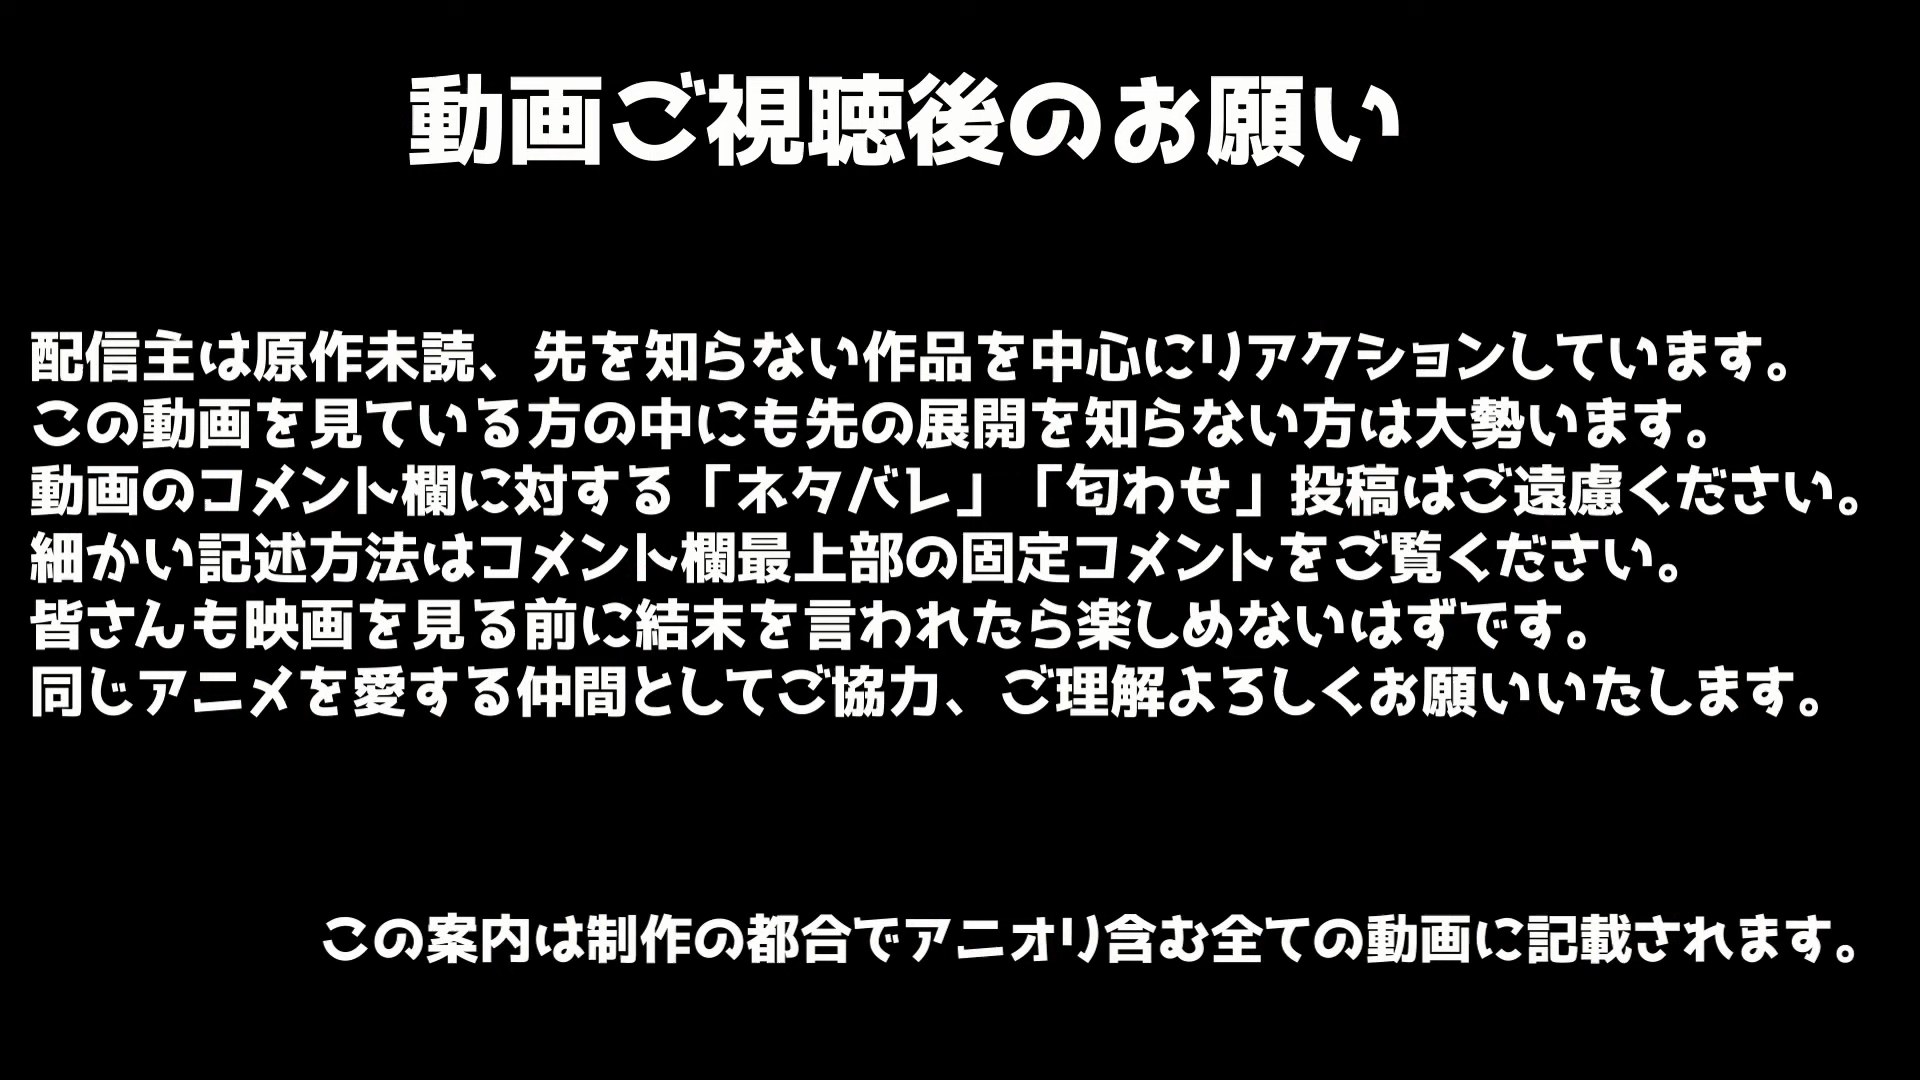 動画ご視聴後のお願い
配信主は原作未読、先を知らない作品を中心にリアクションしています。
この動画を見ている方の中にも先の展開を知らない方は大勢います。
動画のコメント欄に対する「ネタバレ」「匂わせ」投稿はご遠慮ください。
細かい記述方法はコメント欄最上部の固定コメントをご覧ください。
皆さんも映画を見る前に結末を言われたら楽しめないはずです。
同じアニメを愛する仲間としてご協力、ご理解よろしくお願いいたします。
この案内は制作の都合でアニオリ含む全ての動画に記載されます。